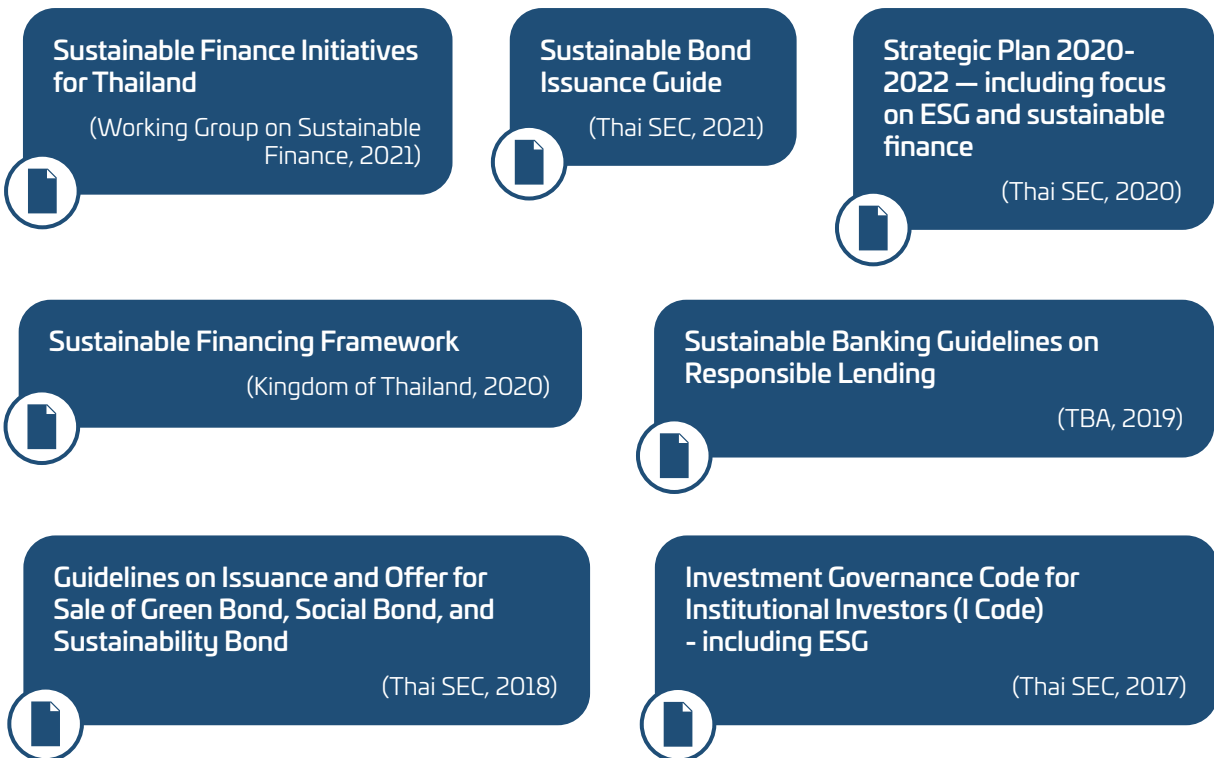 Sustainable Finance Initiatives
for Thailand
(Working Group on Sustainable
Finance, 2021)
Sustainable Bond
Issuance Guide
(Thai SEC, 2021)
Strategic Plan 2020-
2022 — including focus
on ESG and sustainable
finance
(Thai SEC, 2020)
Sustainable Financing Framework
(Kingdom of Thailand, 2020)
Sustainable Banking Guidelines on
Responsible Lending
(TBA, 2019)
Guidelines on Issuance and Offer for
Sale of Green Bond, Social Bond, and
Sustainability Bond
(Thai SEC, 2018)
Investment Governance Code for
Institutional Investors (I Code)
- including ESG
(Thai SEC, 2017)